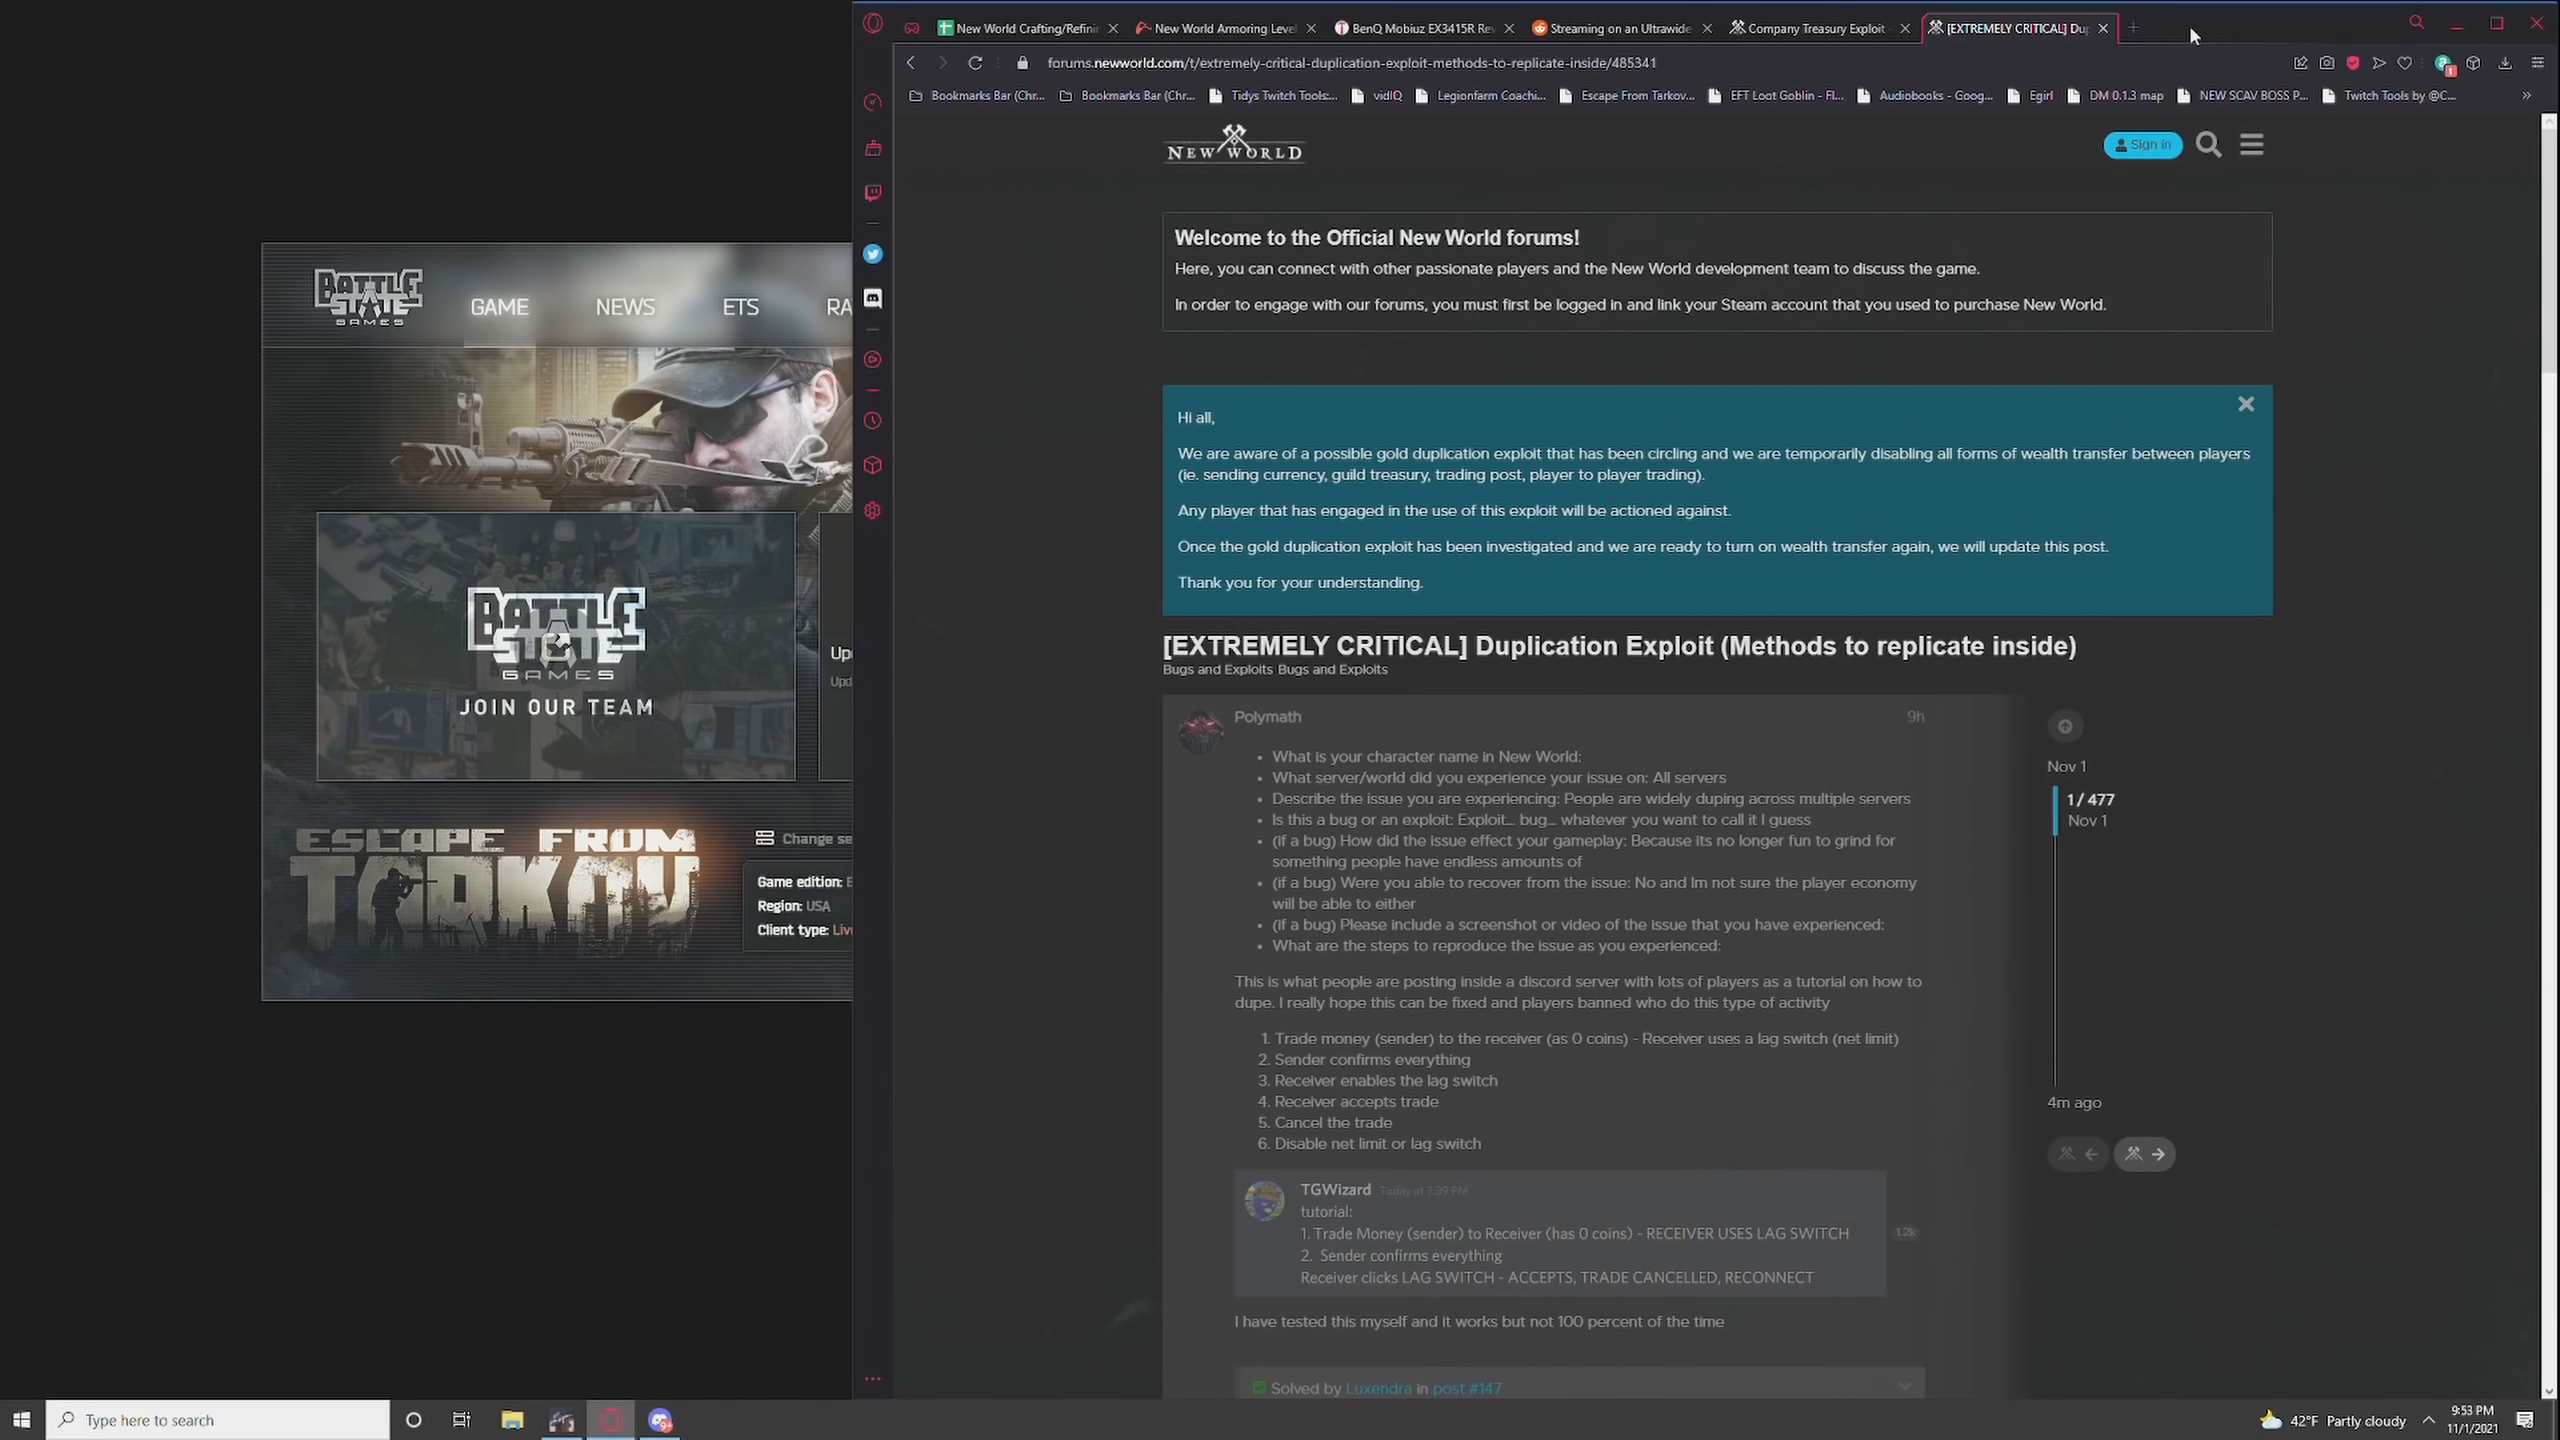 New World Crafting/Refinin
New World Armoring Level
BenQ Mobiuz EX3415R Rev
Streaming on an Ultrawide
Company Treasury Exploit -
[EXTREMELY CRITICAL] Dup
forums.newworld.com/t/extremely-critical-duplication-exploit-methods-to-replicate-inside/485341
1
Bookmarks Bar (Chr...
Bookmarks Bar (Chr...
Tidys Twitch Tools:...
vidIQ
Legionfarm Coachi...
Escape From Tarkov...
EFT Loot Goblin - Fl...
Audiobooks - Goog...
Egirl
DM 0.1.3 map
NEW SCAV BOSS P...
Twitch Tools by @C...
NEW WORLD
Sign In
Welcome to the Official New World forums!
Here, you can connect with other passionate players and the New World development team to discuss the game.
In order to engage with our forums, you must first be logged in and link your Steam account that you used to purchase New World.
Hi all,
We are aware of a possible gold duplication exploit that has been circling and we are temporarily disabling all forms of wealth transfer between players
(ie. sending currency, guild treasury, trading post, player to player trading).
Any player that has engaged in the use of this exploit will be actioned against.
Once the gold duplication exploit has been investigated and we are ready to turn on wealth transfer again, we will update this post.
Thank you for your understanding.
[EXTREMELY CRITICAL] Duplication Exploit (Methods to replicate inside)
Bugs and Exploits Bugs and Exploits
Polymath
9h
• What is your character name in New World:
• What server/world did you experience your issue on: All servers
• Describe the issue you are experiencing: People are widely duping across multiple servers
• Is this a bug or an exploit: Exploit... bug... whatever you want to call it I guess
• (if a bug) How did the issue effect your gameplay: Because its no longer fun to grind for
something people have endless amounts of
• (if a bug) Were you able to recover from the issue: No and Im not sure the player economy
will be able to either
• (if a bug) Please include a screenshot or video of the issue that you have experienced:
• What are the steps to reproduce the issue as you experienced:
This is what people are posting inside a discord server with lots of players as a tutorial on how to
dupe. I really hope this can be fixed and players banned who do this type of activity
1. Trade money (sender) to the receiver (as 0 coins) - Receiver uses a lag switch (net limit)
2. Sender confirms everything
3. Receiver enables the lag switch
4. Receiver accepts trade
5. Cancel the trade
6. Disable net limit or lag switch
TGWizard Today at 7:39 PM
tutorial:
1. Trade Money (sender) to Receiver (has 0 coins) - RECEIVER USES LAG SWITCH
1.2k
2. Sender confirms everything
Receiver clicks LAG SWITCH - ACCEPTS, TRADE CANCELLED, RECONNECT
I have tested this myself and it works but not 100 percent of the time
Solved by Luxendra in post #147
Nov 1
1 / 477
Nov 1
4m ago
BATTLE
STATE
GAMES
GAME
NEWS
ETS
RA
BATTLE
STATE
GAMES
JOIN OUR TEAM
Up
Upd
ESCAPE FROM
TARKOV
Change se
Game edition: E
Region: USA
Client type: Live
Type here to search
9+
42°F Partly cloudy
9:53 PM
11/1/2021